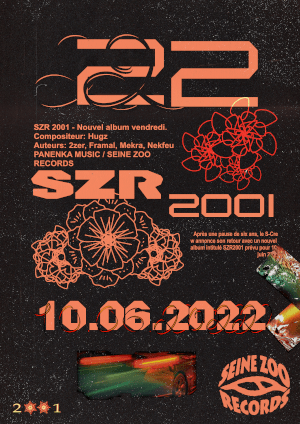 22
SZR 2001 - Nouvel album vendredi.
Compositeur: Hugz
Auteurs: 2zer, Framal, Mekra, Nekfeu
PANENKA MUSIC / SEINE ZOO
RECORDS
SZR
2001
Après une pause de six ans, le S-Cre
w annonce son retour avec un nouvel
album intitulé SZR2001 prévu pour 10
juin
10.06.2022
SEINE ZOO
RECORDS
2001